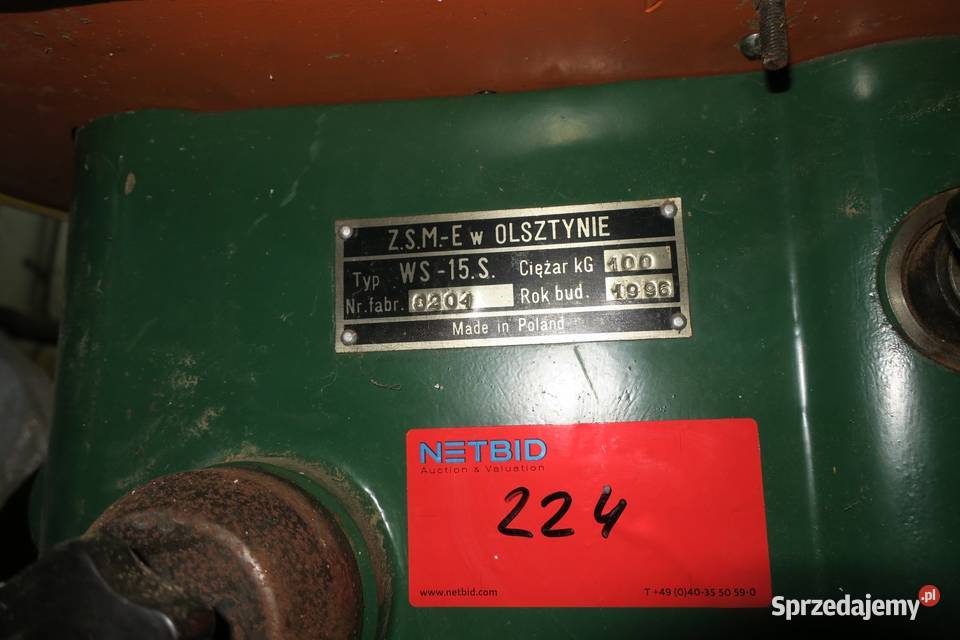 Z.S.M.-E w OLSZTYNIE
Typ WS-15.S. Ciężar kG 100
Nr.fabr. 0204 Rok bud. 1996
Made in Poland
NETBID
Auction & Valuation
224
www.netbid.com T +49 (0)40-35 50 59-0
Sprzedajemy.pl